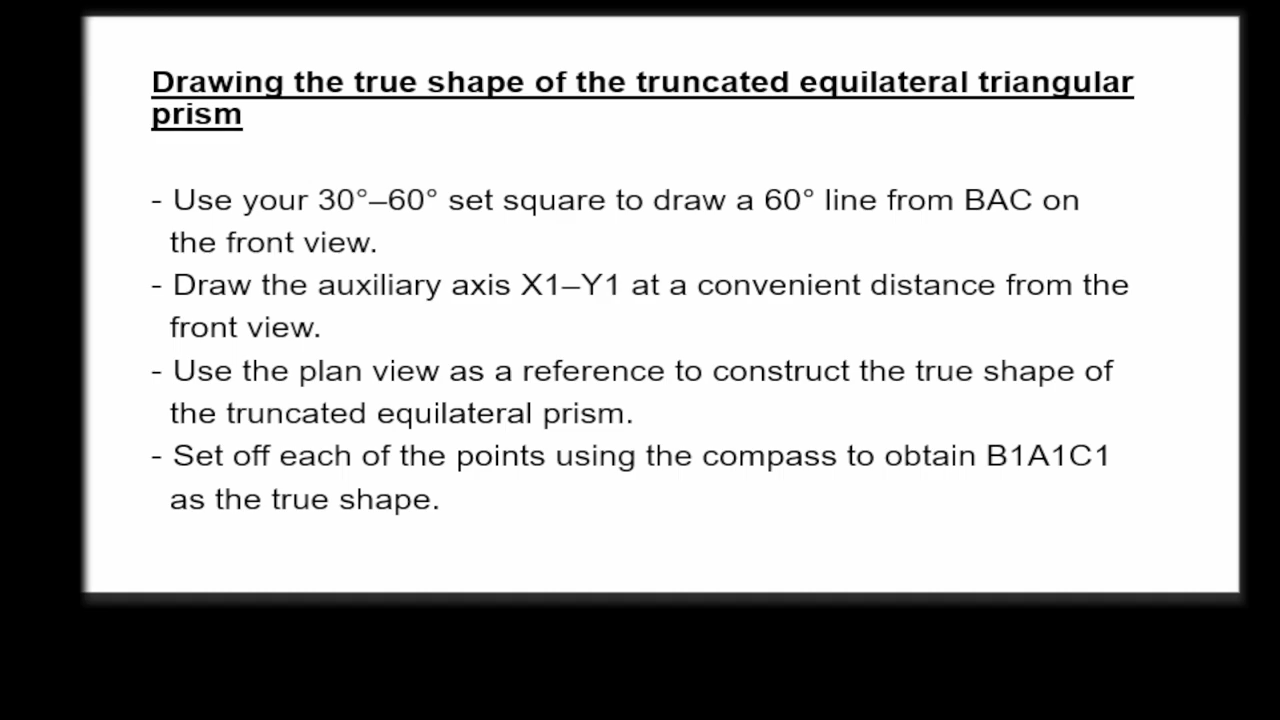 Drawing the true shape of the truncated equilateral triangular
prism
- Use your 30°–60° set square to draw a 60° line from BAC on
the front view.
- Draw the auxiliary axis X1–Y1 at a convenient distance from the
front view.
- Use the plan view as a reference to construct the true shape of
the truncated equilateral prism.
- Set off each of the points using the compass to obtain B1A1C1
as the true shape.